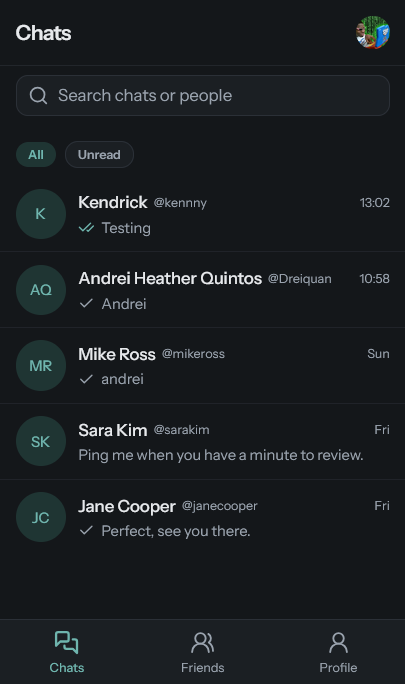 Chats
Search chats or people
All Unread
K Kendrick @kennny 13:02
Testing
AQ Andrei Heather Quintos @Dreiquan 10:58
Andrei
MR Mike Ross @mikeross Sun
andrei
SK Sara Kim @sarakim Fri
Ping me when you have a minute to review.
JC Jane Cooper @janecooper Fri
Perfect, see you there.
Chats Friends Profile